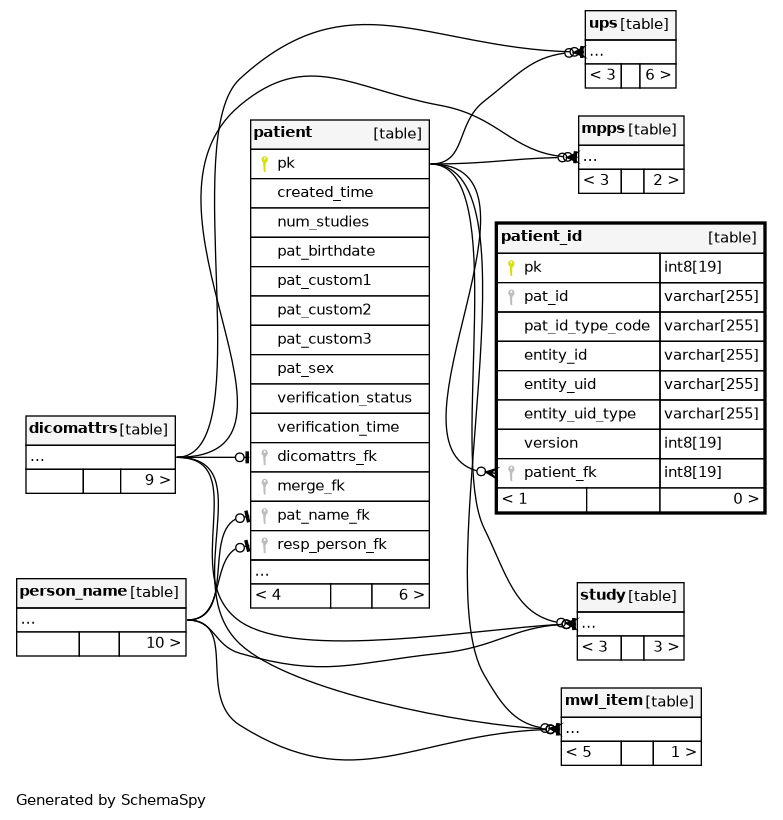 ups [table]
...
< 3 6 >
mpps [table]
...
< 3 2 >
patient [table]
pk
created_time
num_studies
pat_birthdate
pat_custom1
pat_custom2
pat_custom3
pat_sex
verification_status
verification_time
dicomattrs_fk
merge_fk
pat_name_fk
resp_person_fk
...
< 4 6 >
patient_id [table]
pk int8[19]
pat_id varchar[255]
pat_id_type_code varchar[255]
entity_id varchar[255]
entity_uid varchar[255]
entity_uid_type varchar[255]
version int8[19]
patient_fk int8[19]
< 1 0 >
dicomattrs [table]
...
9 >
person_name [table]
...
10 >
study [table]
...
< 3 3 >
mwl_item [table]
...
< 5 1 >
Generated by SchemaSpy